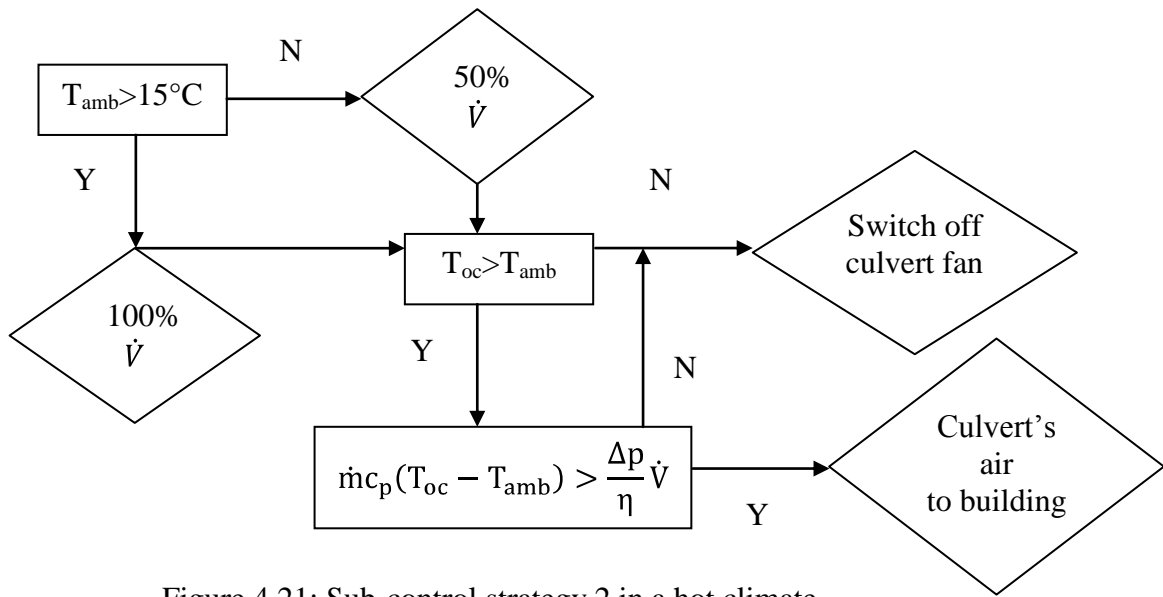 N
T_amb>15°C
50%
V̇
Y
N
Switch off
culvert fan
T_oc>T_amb
100%
V̇
Y
N
Culvert’s
air
to building
ṁc_p(T_oc − T_amb) > Δp/η V̇
Y
Figure 4.21: Sub-control strategy 2 in a hot climate